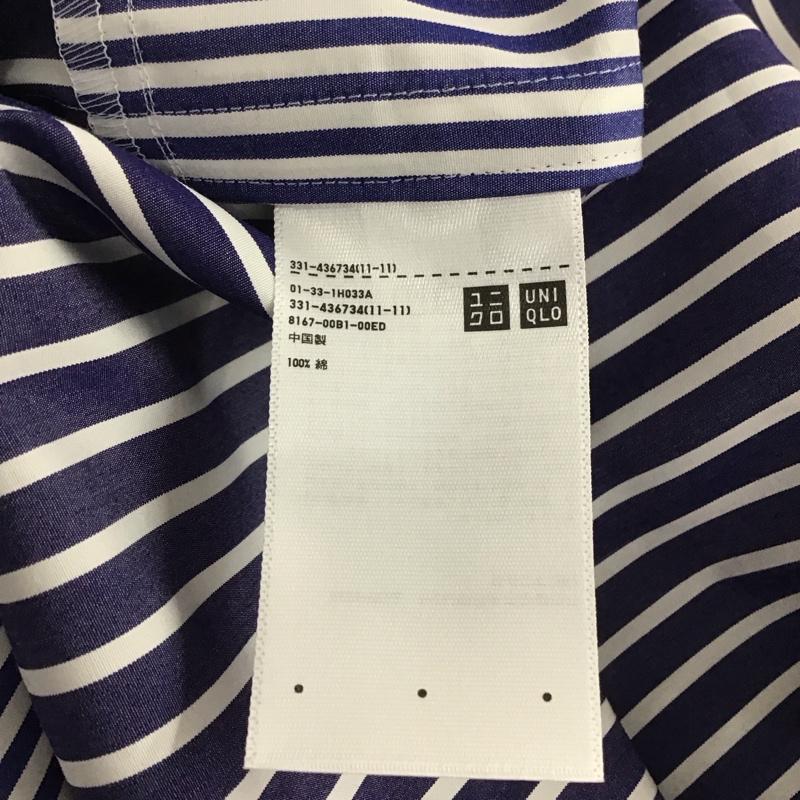 331-436734(11-11)
01-33-1H033A
331-436734(11-11)
8167-00B1-00ED
中国製
100% 綿
ユニ
クロ
UNI
QLO